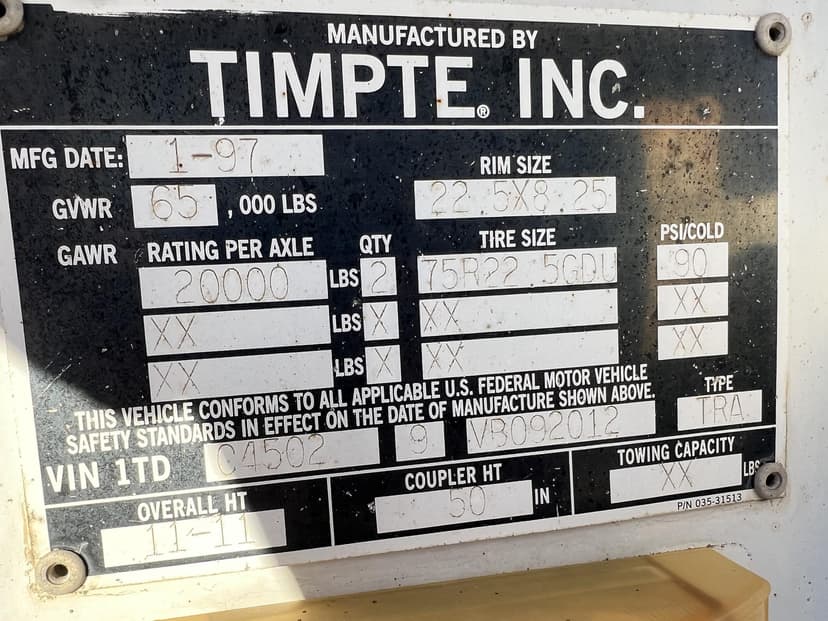 MANUFACTURED BY
TIMPTE® INC.
MFG DATE: 1-97
RIM SIZE
GVWR 65 ,000 LBS 22.5X8.25
GAWR RATING PER AXLE QTY TIRE SIZE PSI/COLD
20000 LBS 2 75R22.5GDU 90
XX LBS X XX XX
XX LBS X XX XX
THIS VEHICLE CONFORMS TO ALL APPLICABLE U.S. FEDERAL MOTOR VEHICLE
SAFETY STANDARDS IN EFFECT ON THE DATE OF MANUFACTURE SHOWN ABOVE.
TYPE
TRA
VIN 1TD C4502 9 VB092012
OVERALL HT COUPLER HT TOWING CAPACITY
11-11 50 IN XX LBS
P/N 035-31513